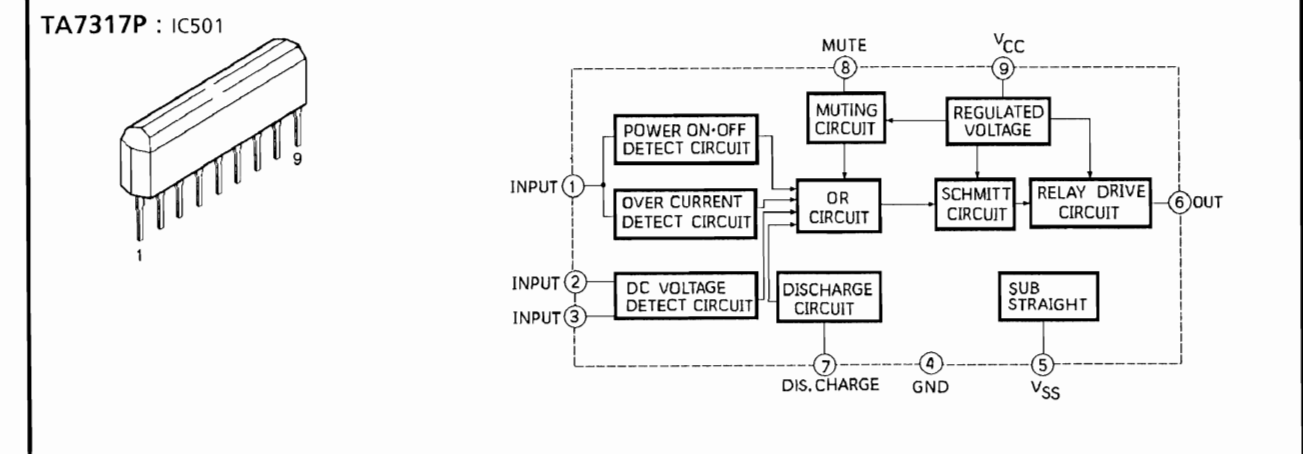 TA7317P : IC501
1
9
MUTE
VCC
8
9
MUTING
CIRCUIT
REGULATED
VOLTAGE
POWER ON·OFF
DETECT CIRCUIT
INPUT 1
OVER CURRENT
DETECT CIRCUIT
OR
CIRCUIT
SCHMITT
CIRCUIT
RELAY DRIVE
CIRCUIT
6 OUT
INPUT 2
INPUT 3
DC VOLTAGE
DETECT CIRCUIT
DISCHARGE
CIRCUIT
SUB
STRAIGHT
7
4
5
DIS. CHARGE
GND
VSS